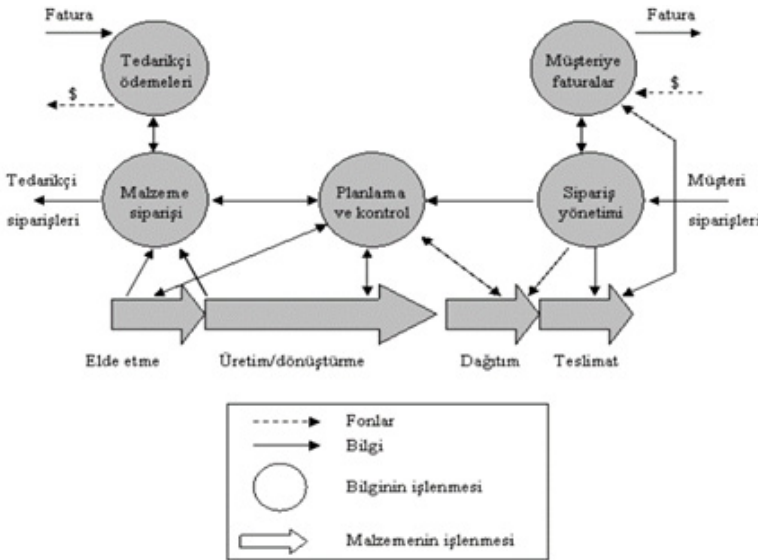 Fatura
Fatura
Tedarikçi
ödemeleri
Müşteriye
faturalar
$
$
Tedarikçi
siparişleri
Malzeme
siparişi
Planlama
ve kontrol
Sipariş
yönetimi
Müşteri
siparişleri
Elde etme
Üretim/dönüştürme
Dağıtım
Teslimat
Fonlar
Bilgi
Bilginin işlenmesi
Malzemenin işlenmesi